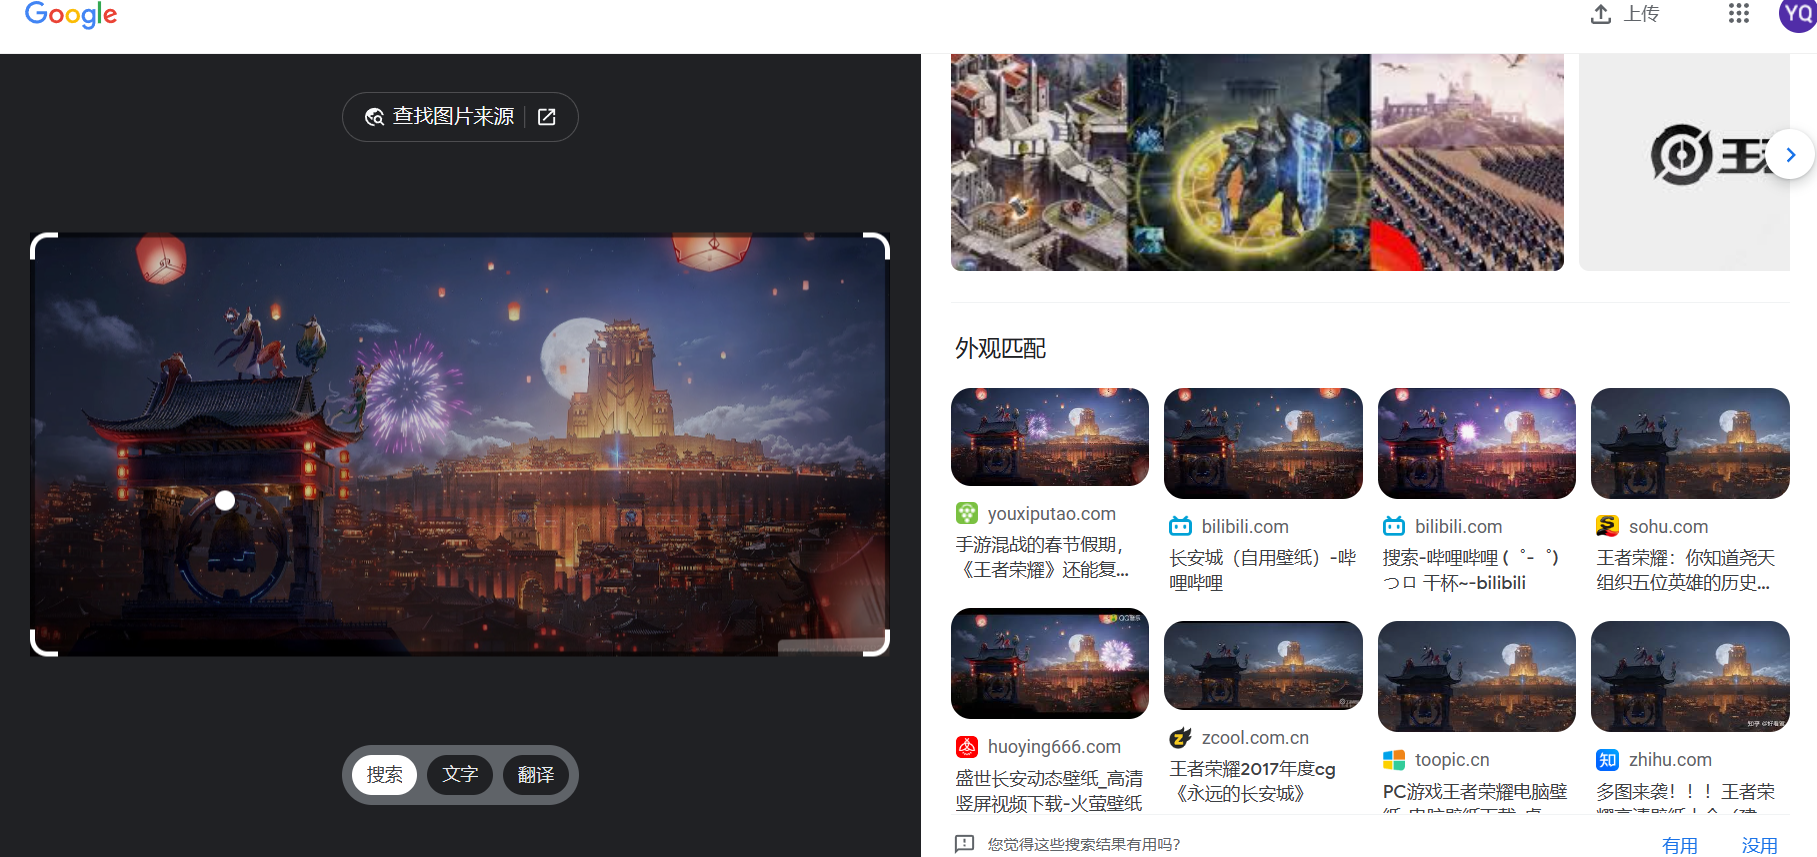 Google
上传
YQ
查找图片来源
王
外观匹配
youxiputao.com
手游混战的春节假期，
《王者荣耀》还能复...
bilibili.com
长安城（自用壁纸）-哔
哩哔哩
bilibili.com
搜索-哔哩哔哩 (゜-゜)
つロ 干杯~-bilibili
sohu.com
王者荣耀：你知道尧天
组织五位英雄的历史...
QQ音乐
huoying666.com
盛世长安动态壁纸_高清
竖屏视频下载-火萤壁纸
zcool.com.cn
王者荣耀2017年度cg
《永远的长安城》
toopic.cn
PC游戏王者荣耀电脑壁
知乎
zhihu.com
多图来袭！！！王者荣
搜索
文字
翻译
您觉得这些搜索结果有用吗?
有用
没用